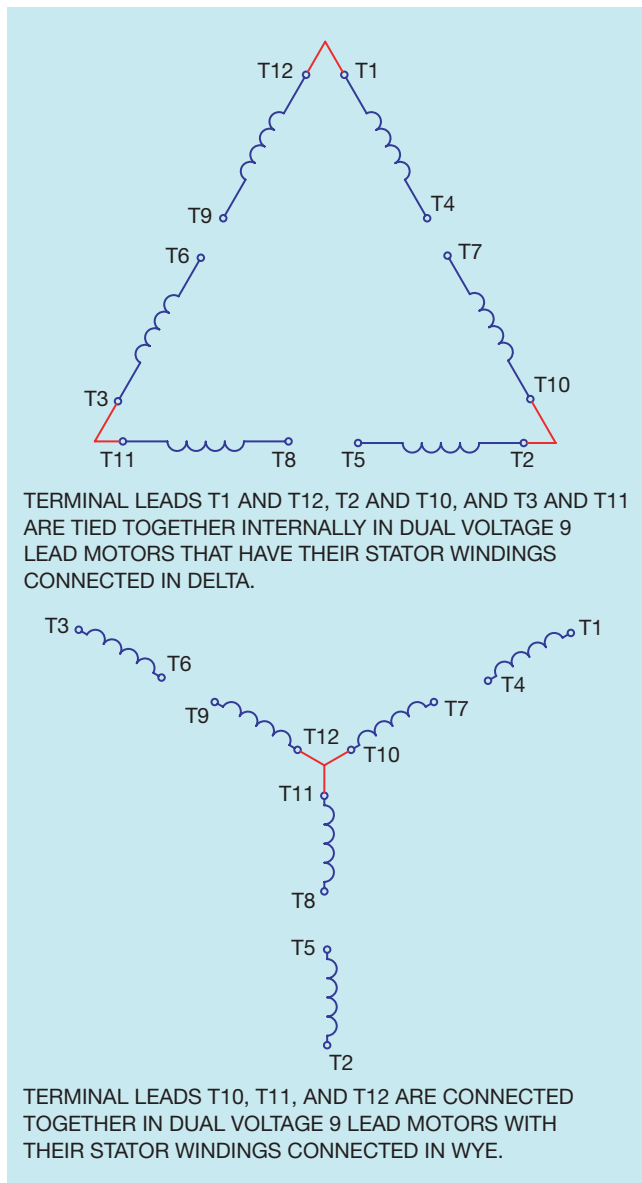 T12 T1
T9 T4
T6 T7
T3 T10
T11 T8 T5 T2
TERMINAL LEADS T1 AND T12, T2 AND T10, AND T3 AND T11
ARE TIED TOGETHER INTERNALLY IN DUAL VOLTAGE 9
LEAD MOTORS THAT HAVE THEIR STATOR WINDINGS
CONNECTED IN DELTA.
T3 T1
T6 T4
T9 T7
T12 T10
T11
T8
T5
T2
TERMINAL LEADS T10, T11, AND T12 ARE CONNECTED
TOGETHER IN DUAL VOLTAGE 9 LEAD MOTORS WITH
THEIR STATOR WINDINGS CONNECTED IN WYE.